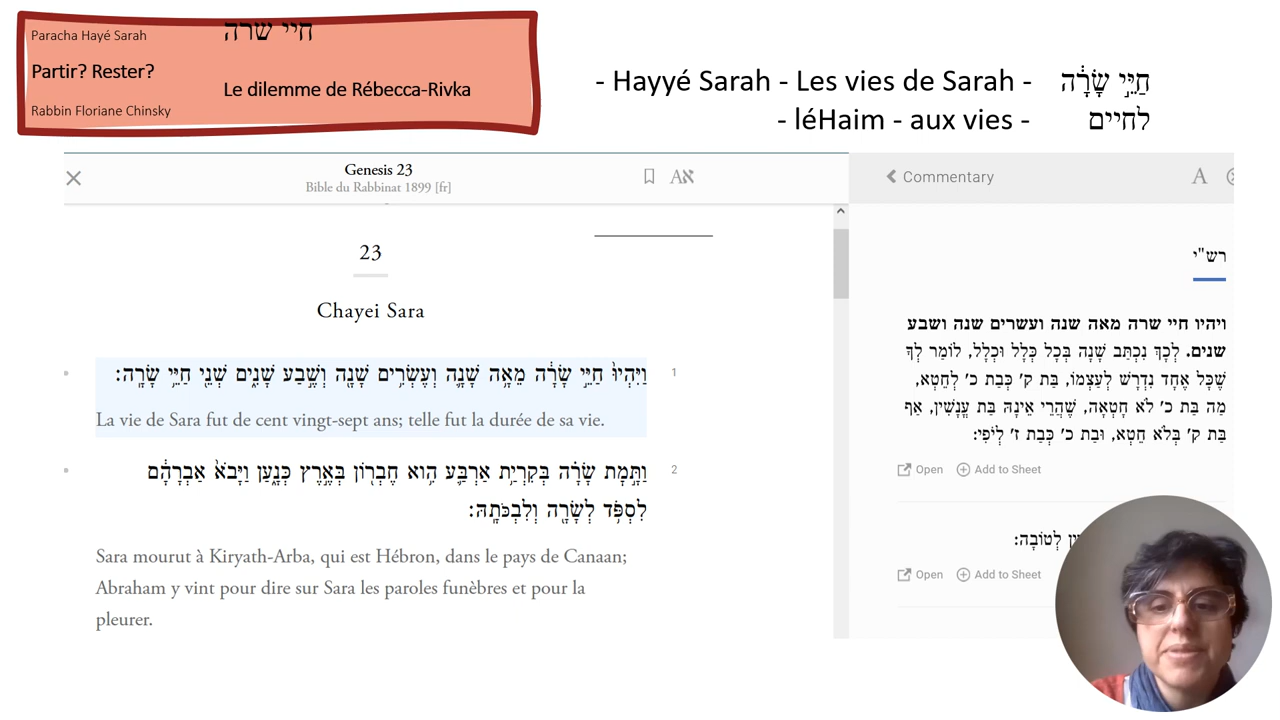 Paracha Hayé Sarah
חיי שרה
Partir? Rester?
Le dilemme de Rébecca-Rivka
Rabbin Floriane Chinsky
- Hayyé Sarah - Les vies de Sarah - חַיֵּ֣י שָׂרָ֔ה
- léHaim - aux vies - לחיים
Genesis 23
Bible du Rabbinat 1899 [fr]
Aא
23
Chayei Sara
1
וַיִּהְיוּ֙ חַיֵּ֣י שָׂרָ֔ה מֵאָ֥ה שָׁנָ֛ה וְעֶשְׂרִ֥ים שָׁנָ֖ה וְשֶׁ֣בַע שָׁנִ֑ים שְׁנֵ֖י חַיֵּ֥י שָׂרָֽה׃
La vie de Sara fut de cent vingt-sept ans; telle fut la durée de sa vie.
2
וַתָּ֣מׇת שָׂרָ֗ה בְּקִרְיַ֥ת אַרְבַּ֛ע הִ֥וא חֶבְר֖וֹן בְּאֶ֣רֶץ כְּנָ֑עַן וַיָּבֹא֙ אַבְרָהָ֔ם
לִסְפֹּ֥ד לְשָׂרָ֖ה וְלִבְכֹּתָֽהּ׃
Sara mourut à Kiryath-Arba, qui est Hébron, dans le pays de Canaan;
Abraham y vint pour dire sur Sara les paroles funèbres et pour la
pleurer.
Commentary
A
רש"י
ויהיו חיי שרה מאה שנה ועשרים שנה ושבע
שנים. לְכָךְ נִכְתַּב שָׁנָה בְּכָל כְּלָל וּכְלָל, לוֹמַר לְךָ
שֶׁכָּל אֶחָד נִדְרָשׁ לְעַצְמוֹ, בַּת ק' כְּבַת כ' לְחֵטְא,
מַה בַּת כ' לֹא חָטְאָה, שֶׁהֲרֵי אֵינָהּ בַּת עֳנָשִׁין, אַף
בַּת ק' בְּלֹא חֵטְא, וּבַת כ' כְּבַת ז' לְיֹפִי:
Open Add to Sheet
לְטוֹבָה:
Open Add to Sheet